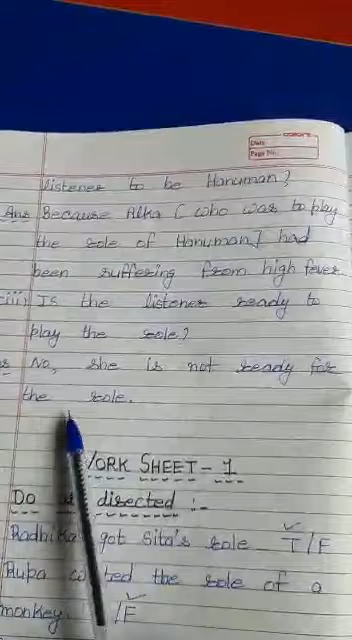 Date
Page No.
listener to be Hanuman?
Ans Because Alka ( who was to play
the role of Hanuman) had
been suffering from high fever
iii) Is the listener ready to
play the role?
No, she is not ready for
the role.
WORK SHEET - 1
Do directed :-
Radhika got Sita's role T/F
Rupa the role of a
monkey. /F